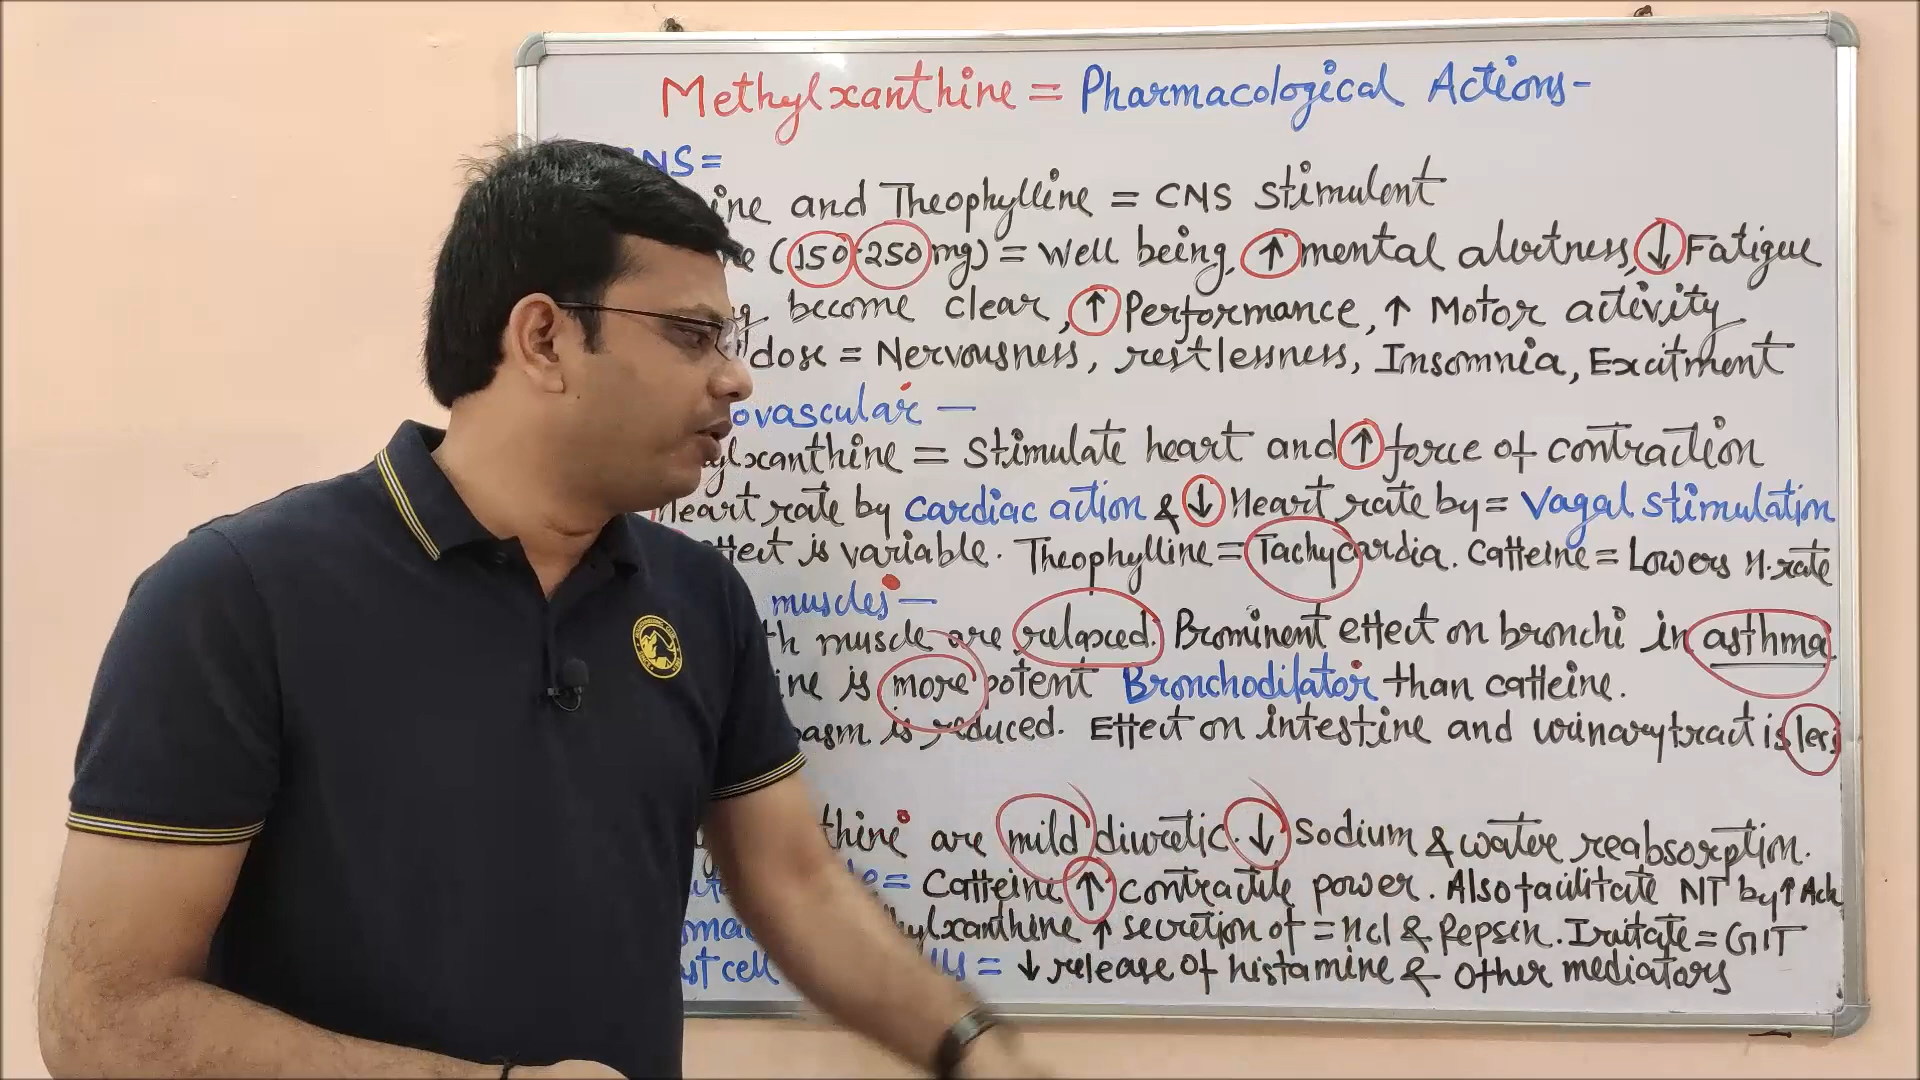 Methylxanthine = Pharmacological Actions-
CNS =
ine and Theophylline = CNS stimulent
ne (150-250 mg) = Well being, ↑ mental alertness, ↓ Fatigue
become clear, ↑ Performance, ↑ Motor activity
dose = Nervousness, restlessness, Insomnia, Excitment
ovascular —
ylxanthine = Stimulate heart and ↑ force of contraction
Heart rate by cardiac action & ↓ Heart rate by = Vagal stimulation
effect is variable. Theophylline = Tachycardia. Caffeine = Lowers H. rate
muscles —
th muscle are relaxed. Prominent effect on bronchi in asthma
ine is more potent Bronchodilator than caffeine.
pasm is reduced. Effect on intestine and urinary tract is less
thine are mild diuretic. ↓ Sodium & water reabsorption.
= Caffeine ↑ contractile power. Also facilitate NT by ↑ Ach
omac hylxanthine ↑ secretion of = Hcl & Pepsin. Irritate = GIT
st cell = ↓ release of histamine & other mediators